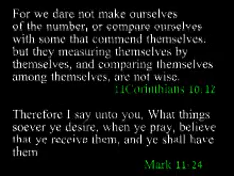 For we dare not make ourselves
of the number, or compare ourselves
with some that commend themselves.
but they measuring themselves by
themselves, and comparing themselves
among themselves, are not wise.
11Corinthians 10:12
Therefore I say unto you, What things
soever ye desire, when ye pray, believe
that ye receive them, and ye shall have
them
Mark 11-24